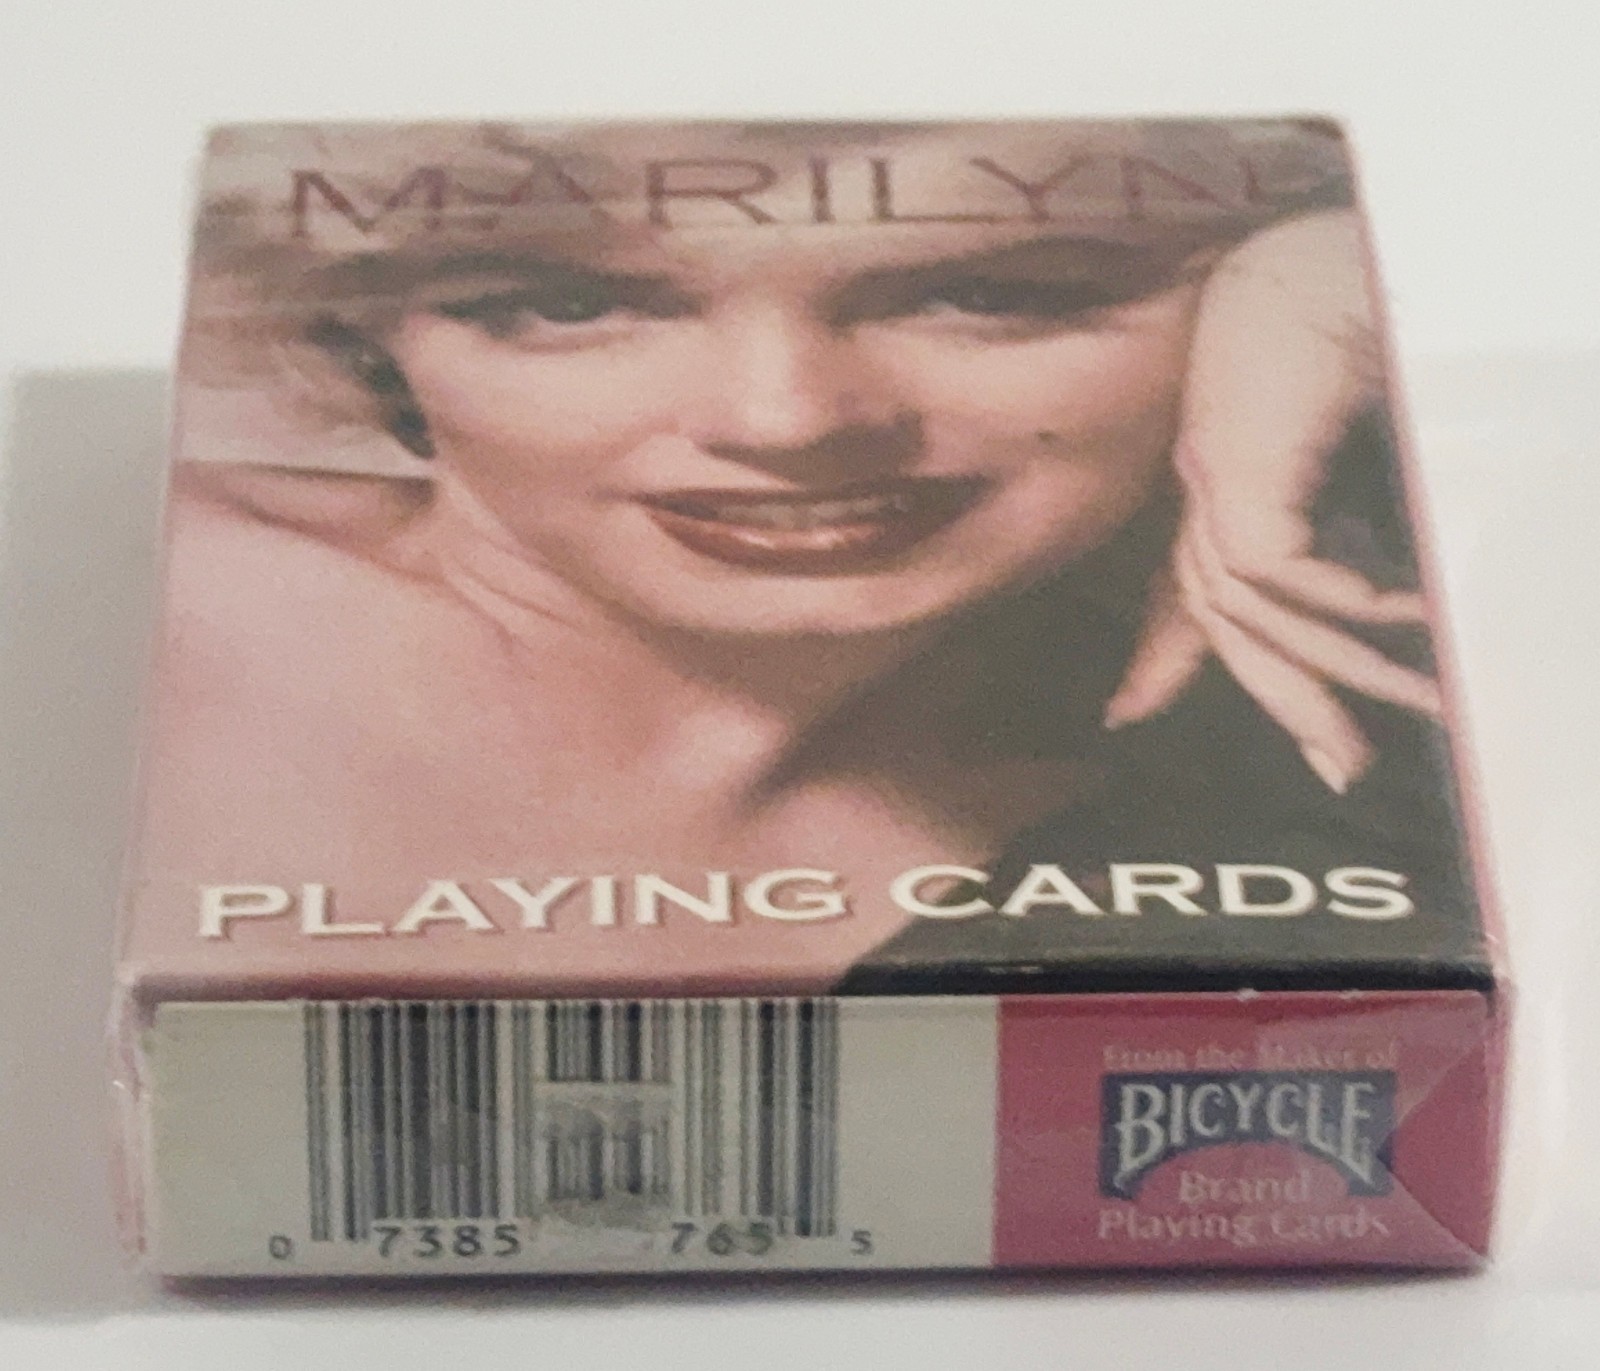 MARILYN
PLAYING CARDS
From the Maker of
BICYCLE
Brand
Playing Cards
0 7385 765 5